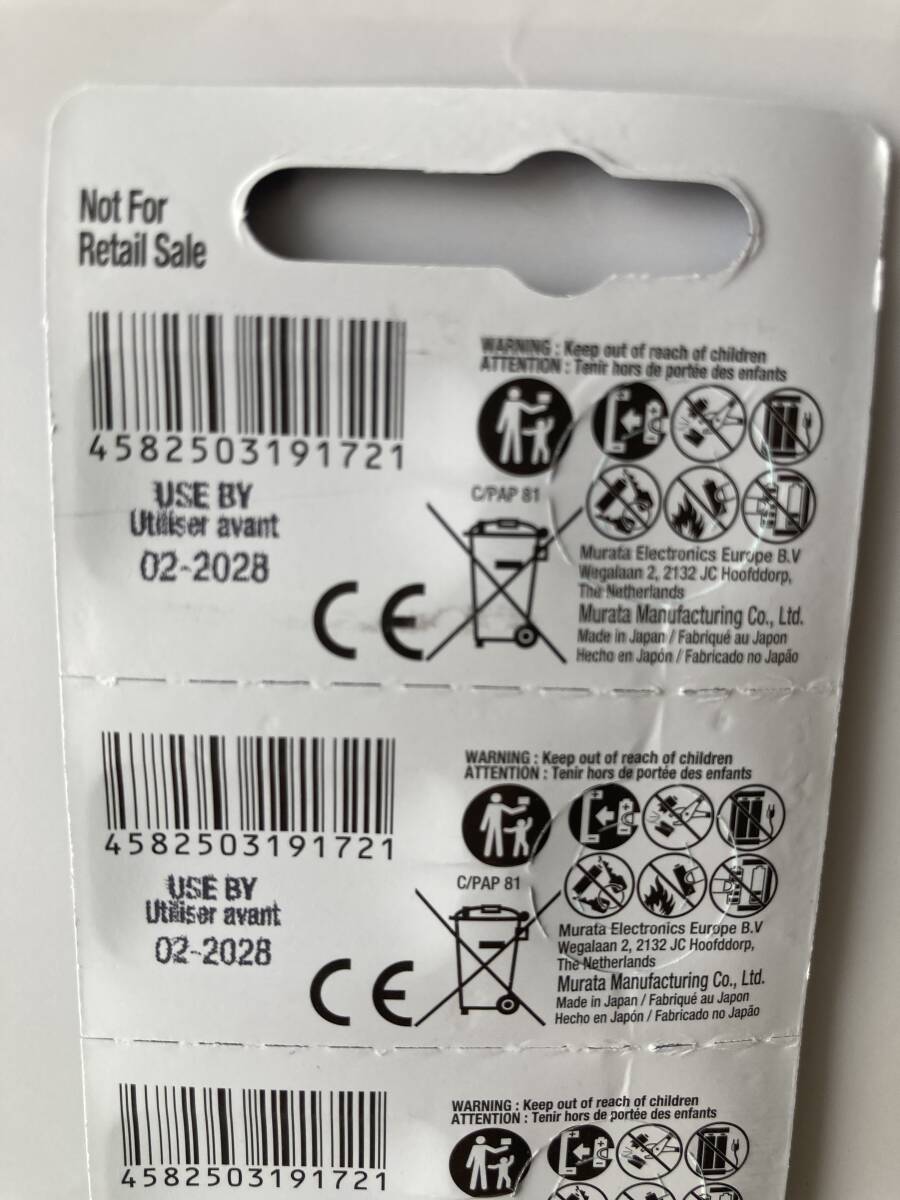 Not For
Retail Sale
4582503191721
USE BY
Utiliser avant
02-2028
CE
WARNING : Keep out of reach of children
ATTENTION : Tenir hors de portée des enfants
C/PAP 81
Murata Electronics Europe B.V
Wegalaan 2, 2132 JC Hoofddorp,
The Netherlands
Murata Manufacturing Co., Ltd.
Made in Japan / Fabriqué au Japon
Hecho en Japón / Fabricado no Japão
4582503191721
USE BY
Utiliser avant
02-2028
CE
WARNING : Keep out of reach of children
ATTENTION : Tenir hors de portée des enfants
C/PAP 81
Murata Electronics Europe B.V
Wegalaan 2, 2132 JC Hoofddorp,
The Netherlands
Murata Manufacturing Co., Ltd.
Made in Japan / Fabriqué au Japon
Hecho en Japón / Fabricado no Japão
4582503191721
WARNING : Keep out of reach of children
ATTENTION : Tenir hors de portée des enfants